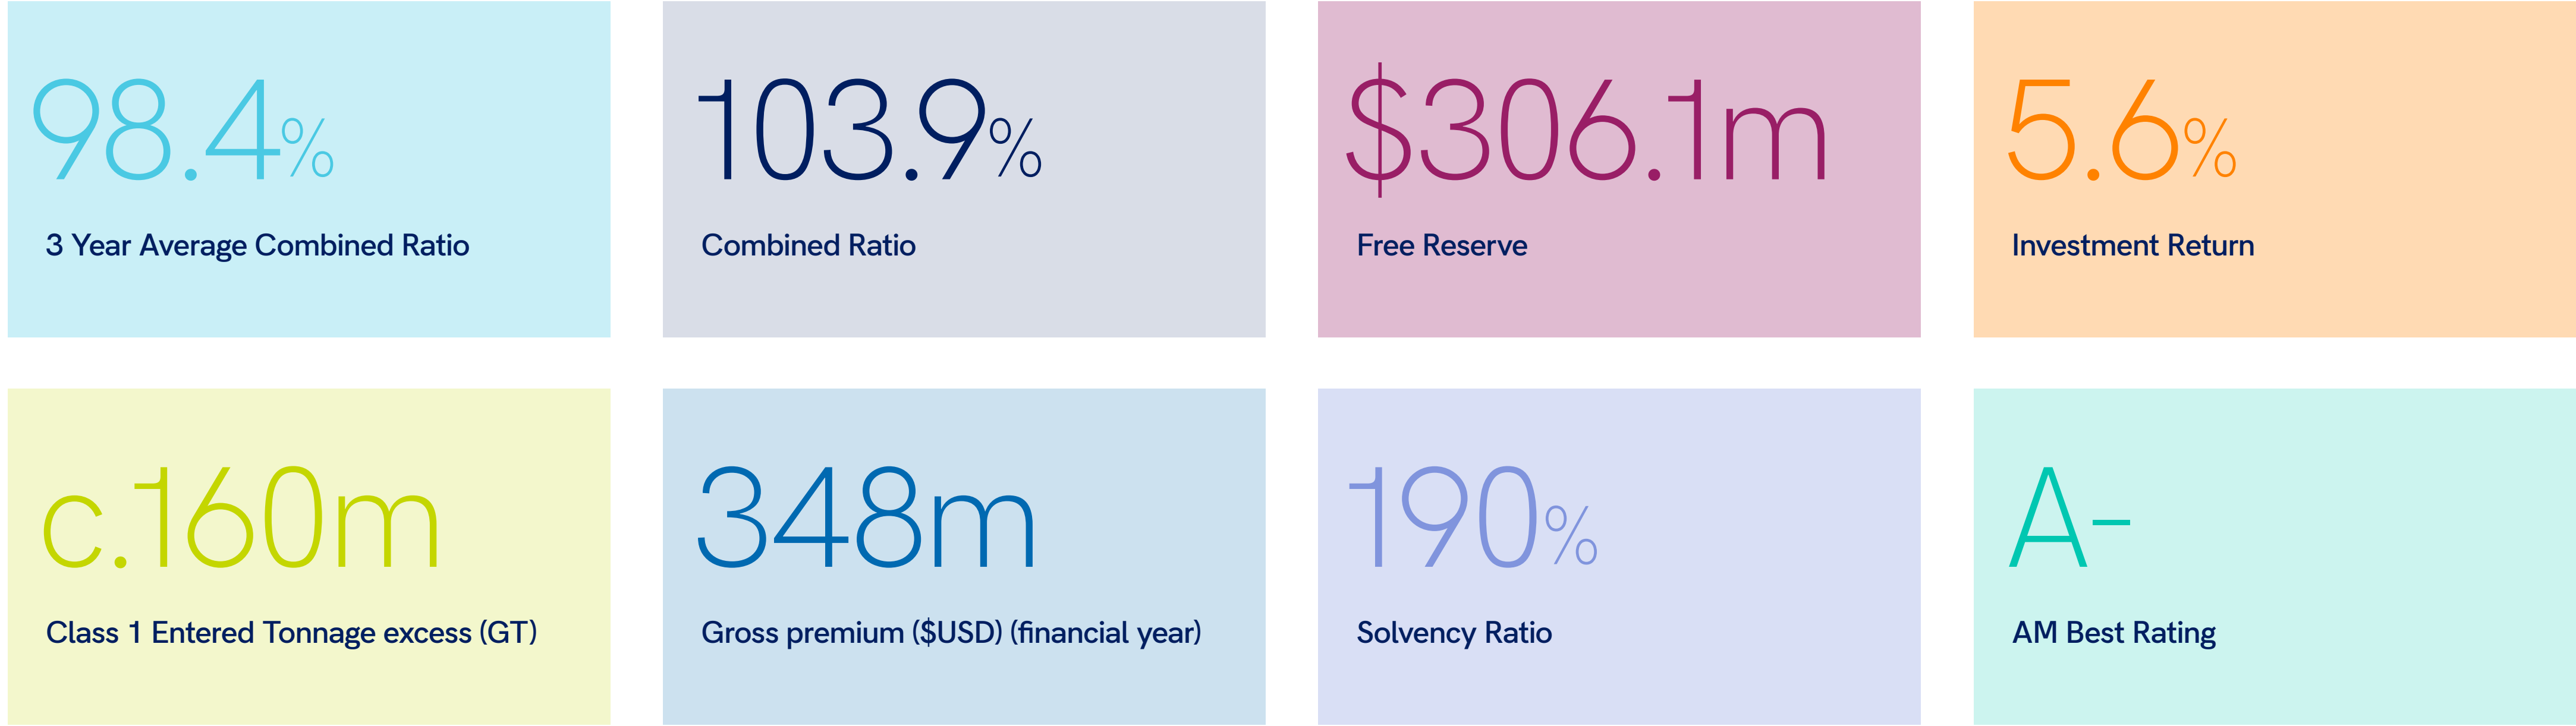 98.4%
3 Year Average Combined Ratio
103.9%
Combined Ratio
$306.1m
Free Reserve
5.6%
Investment Return
c.160m
Class 1 Entered Tonnage excess (GT)
348m
Gross premium ($USD) (financial year)
190%
Solvency Ratio
A-
AM Best Rating